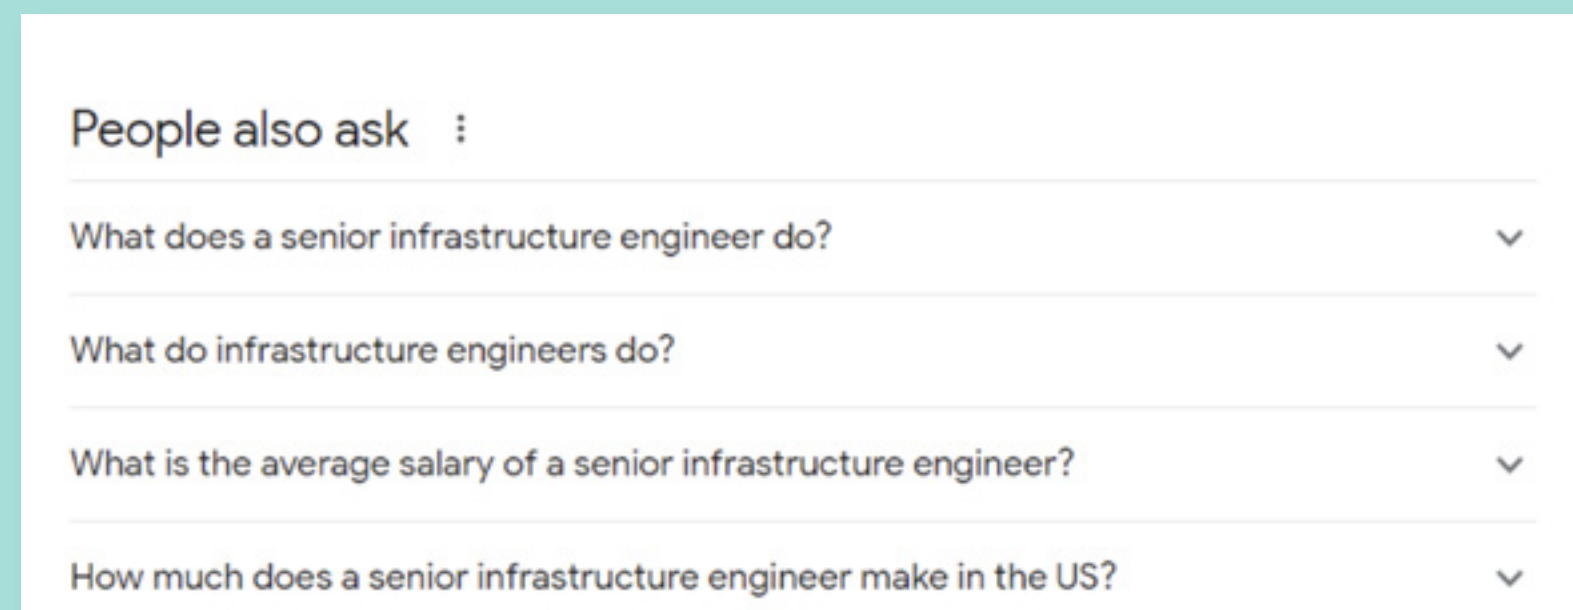 People also ask
What does a senior infrastructure engineer do?
What do infrastructure engineers do?
What is the average salary of a senior infrastructure engineer?
How much does a senior infrastructure engineer make in the US?